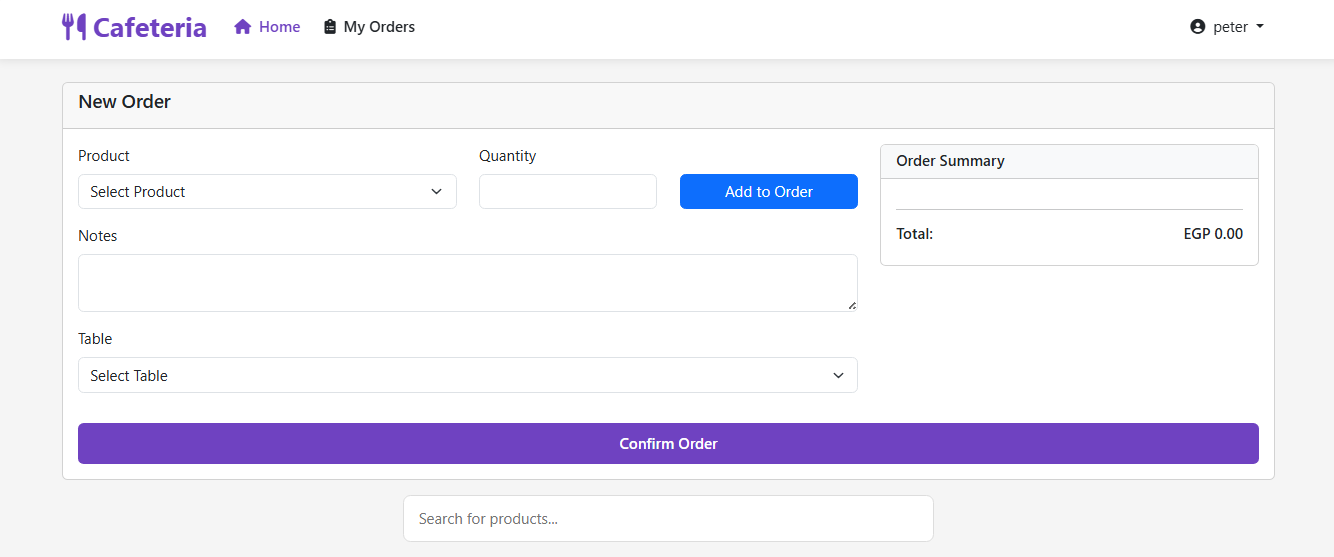 Cafeteria Home My Orders peter
New Order
Product Quantity
Select Product Add to Order
Notes
Table
Select Table
Order Summary
Total: EGP 0.00
Confirm Order
Search for products...